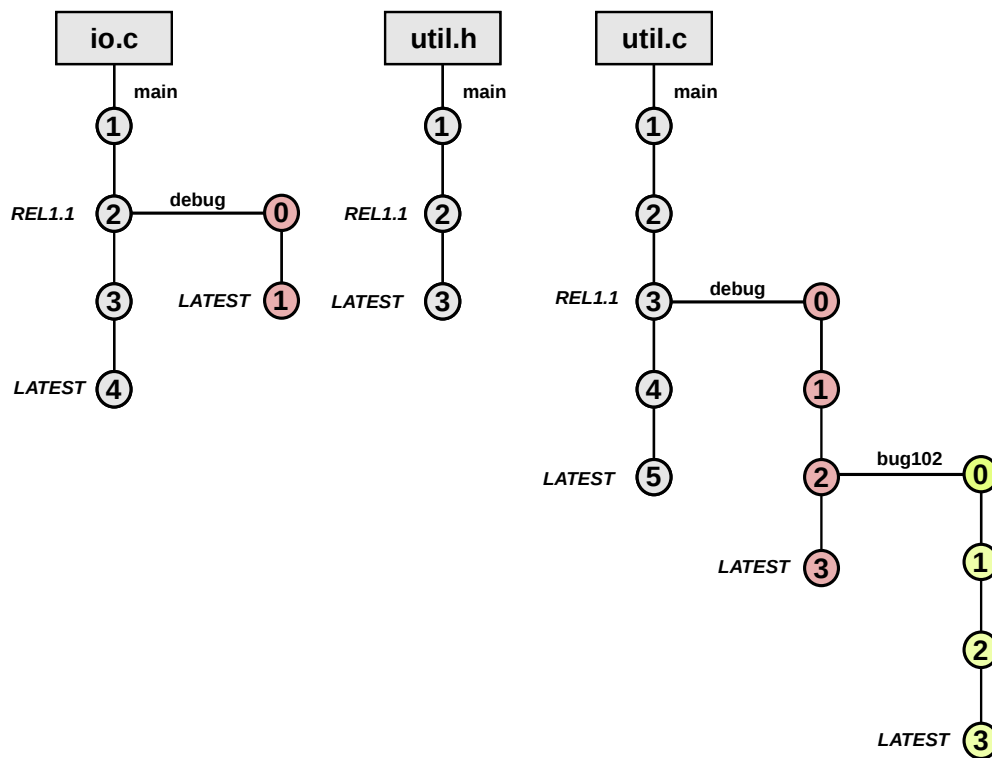 io.c
util.h
util.c
main
main
main
1
1
1
REL1.1
2
debug
0
REL1.1
2
2
3
LATEST
1
LATEST
3
REL1.1
3
debug
0
LATEST
4
4
1
LATEST
5
2
bug102
0
LATEST
3
1
2
LATEST
3